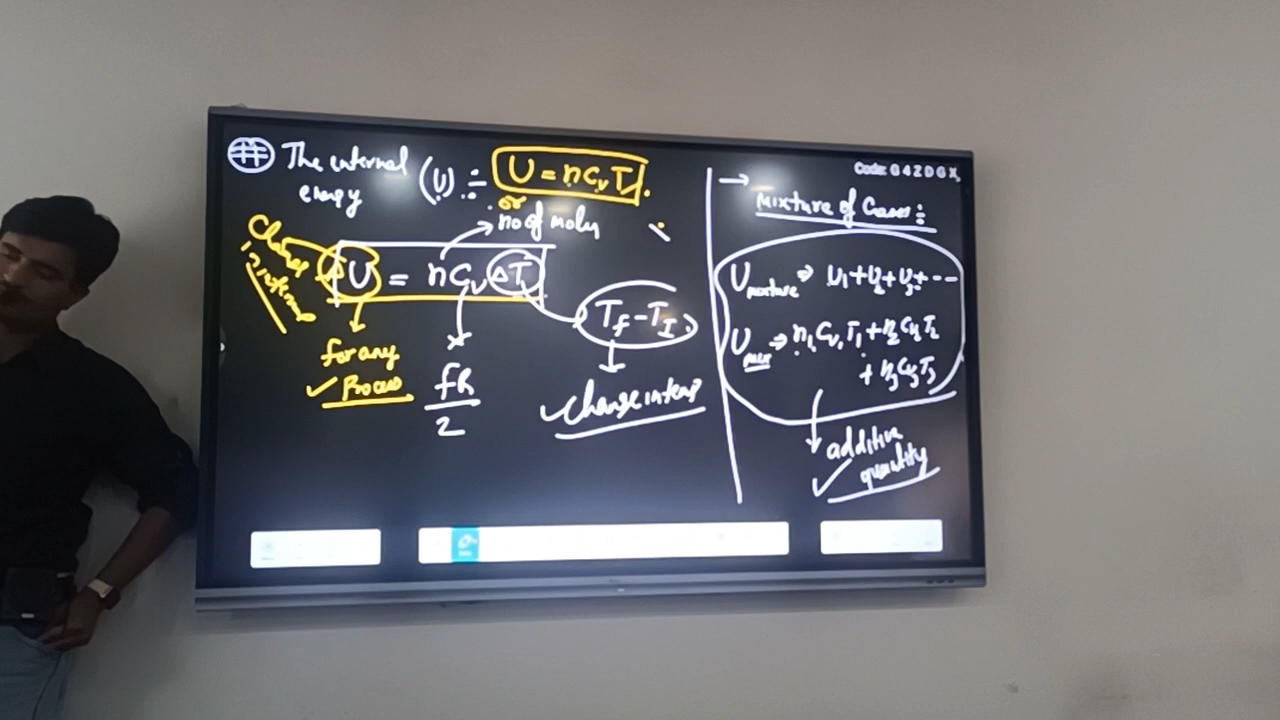 The internal energy (U) :- U = nCvT.
or
no of moles
Change in internal
ΔU = nCvΔT
Tf - TI
for any
✓ Process
fR
2
✓ change in temp
Code: G4ZDGX
→ Mixture of Gases :-
Umixture ⇒ U1 + U2 + U3 + ---
Umix ⇒ n1Cv1T1 + n2Cv2T2
+ n3Cv3T3
additive
✓ quantity